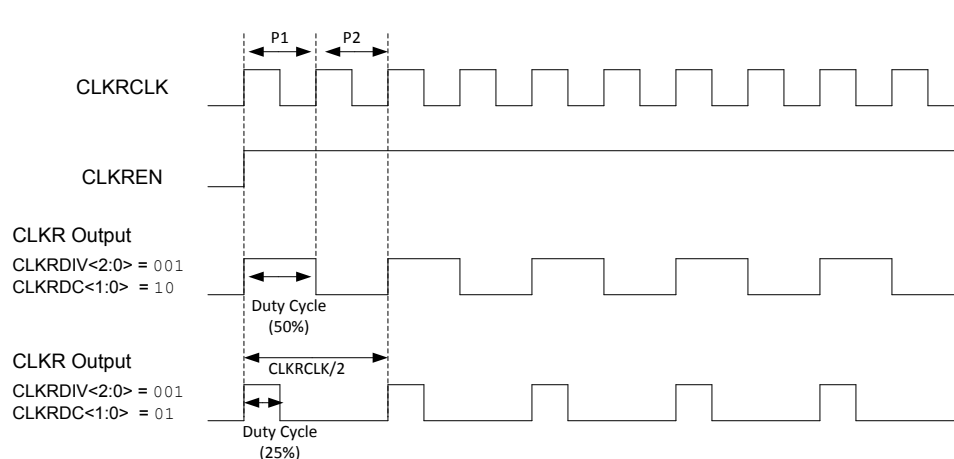 P1
P2
CLKRCLK
CLKREN
CLKR Output
CLKRDIV<2:0> = 001
CLKRDC<1:0> = 10
Duty Cycle
(50%)
CLKR Output
CLKRCLK/2
CLKRDIV<2:0> = 001
CLKRDC<1:0> = 01
Duty Cycle
(25%)